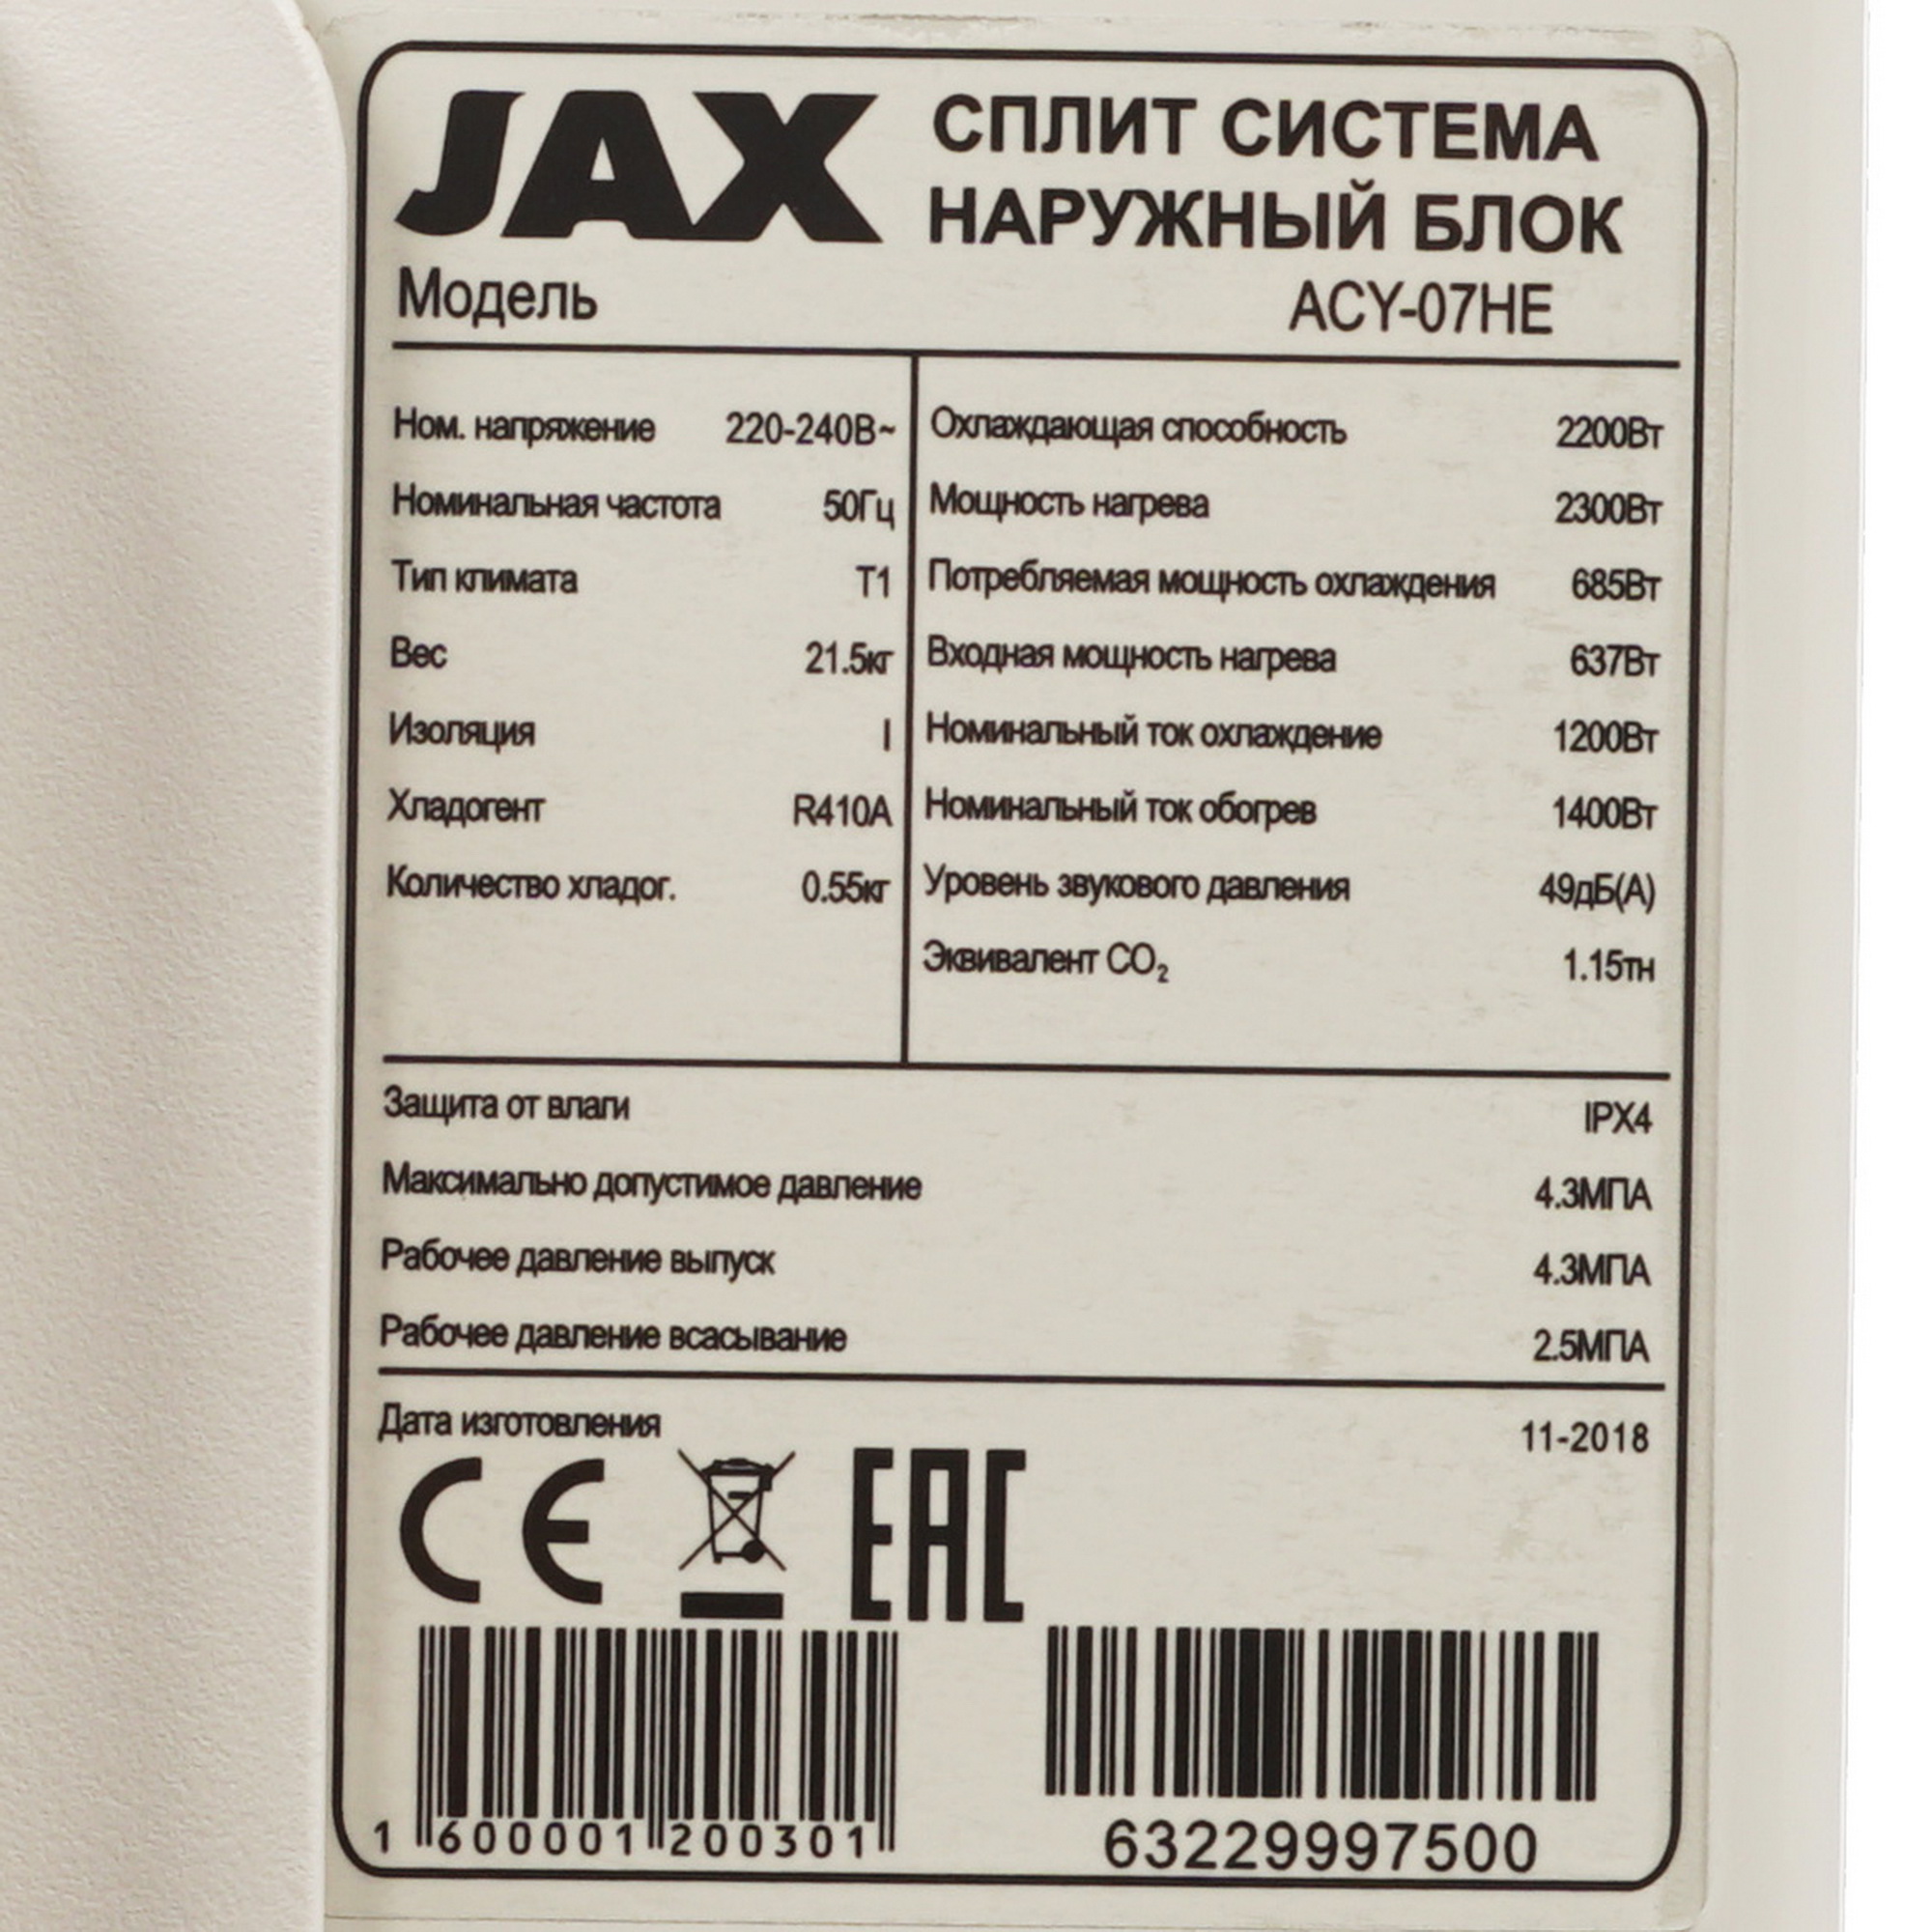 JAX СПЛИТ СИСТЕМА
НАРУЖНЫЙ БЛОК
Модель ACY-07HE
Ном. напряжение 220-240В~
Номинальная частота 50Гц
Тип климата Т1
Вес 21.5кг
Изоляция I
Хладогент R410A
Количество хладог. 0.55кг
Охлаждающая способность 2200Вт
Мощность нагрева 2300Вт
Потребляемая мощность охлаждения 685Вт
Входная мощность нагрева 637Вт
Номинальный ток охлаждение 1200Вт
Номинальный ток обогрев 1400Вт
Уровень звукового давления 49дБ(А)
Эквивалент CO₂ 1.15тн
Защита от влаги IPX4
Максимально допустимое давление 4.3МПА
Рабочее давление выпуск 4.3МПА
Рабочее давление всасывание 2.5МПА
Дата изготовления 11-2018
CE EAC
1 600001 200301
63229997500